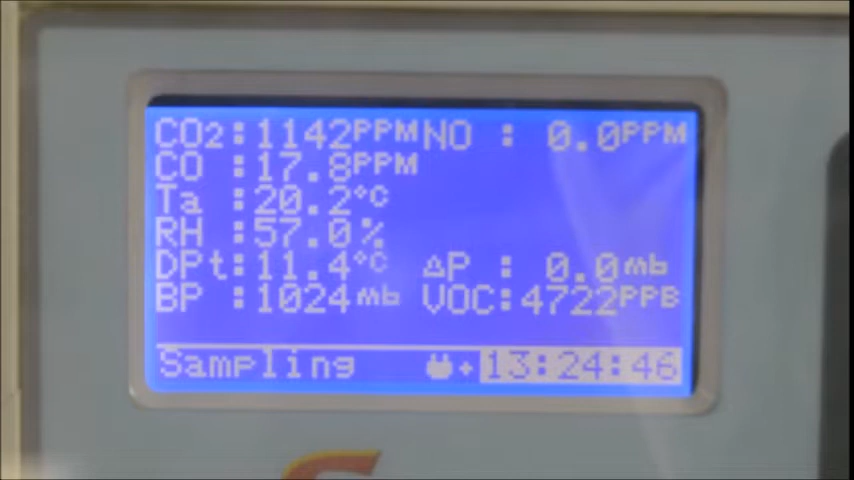 CO2:1142PPM NO : 0.0PPM
CO :17.8PPM
Ta :20.2°C
RH :57.0%
DPt:11.4°C ΔP : 0.0mb
BP :1024mb VOC:4722PPB
Sampling 13:24:46